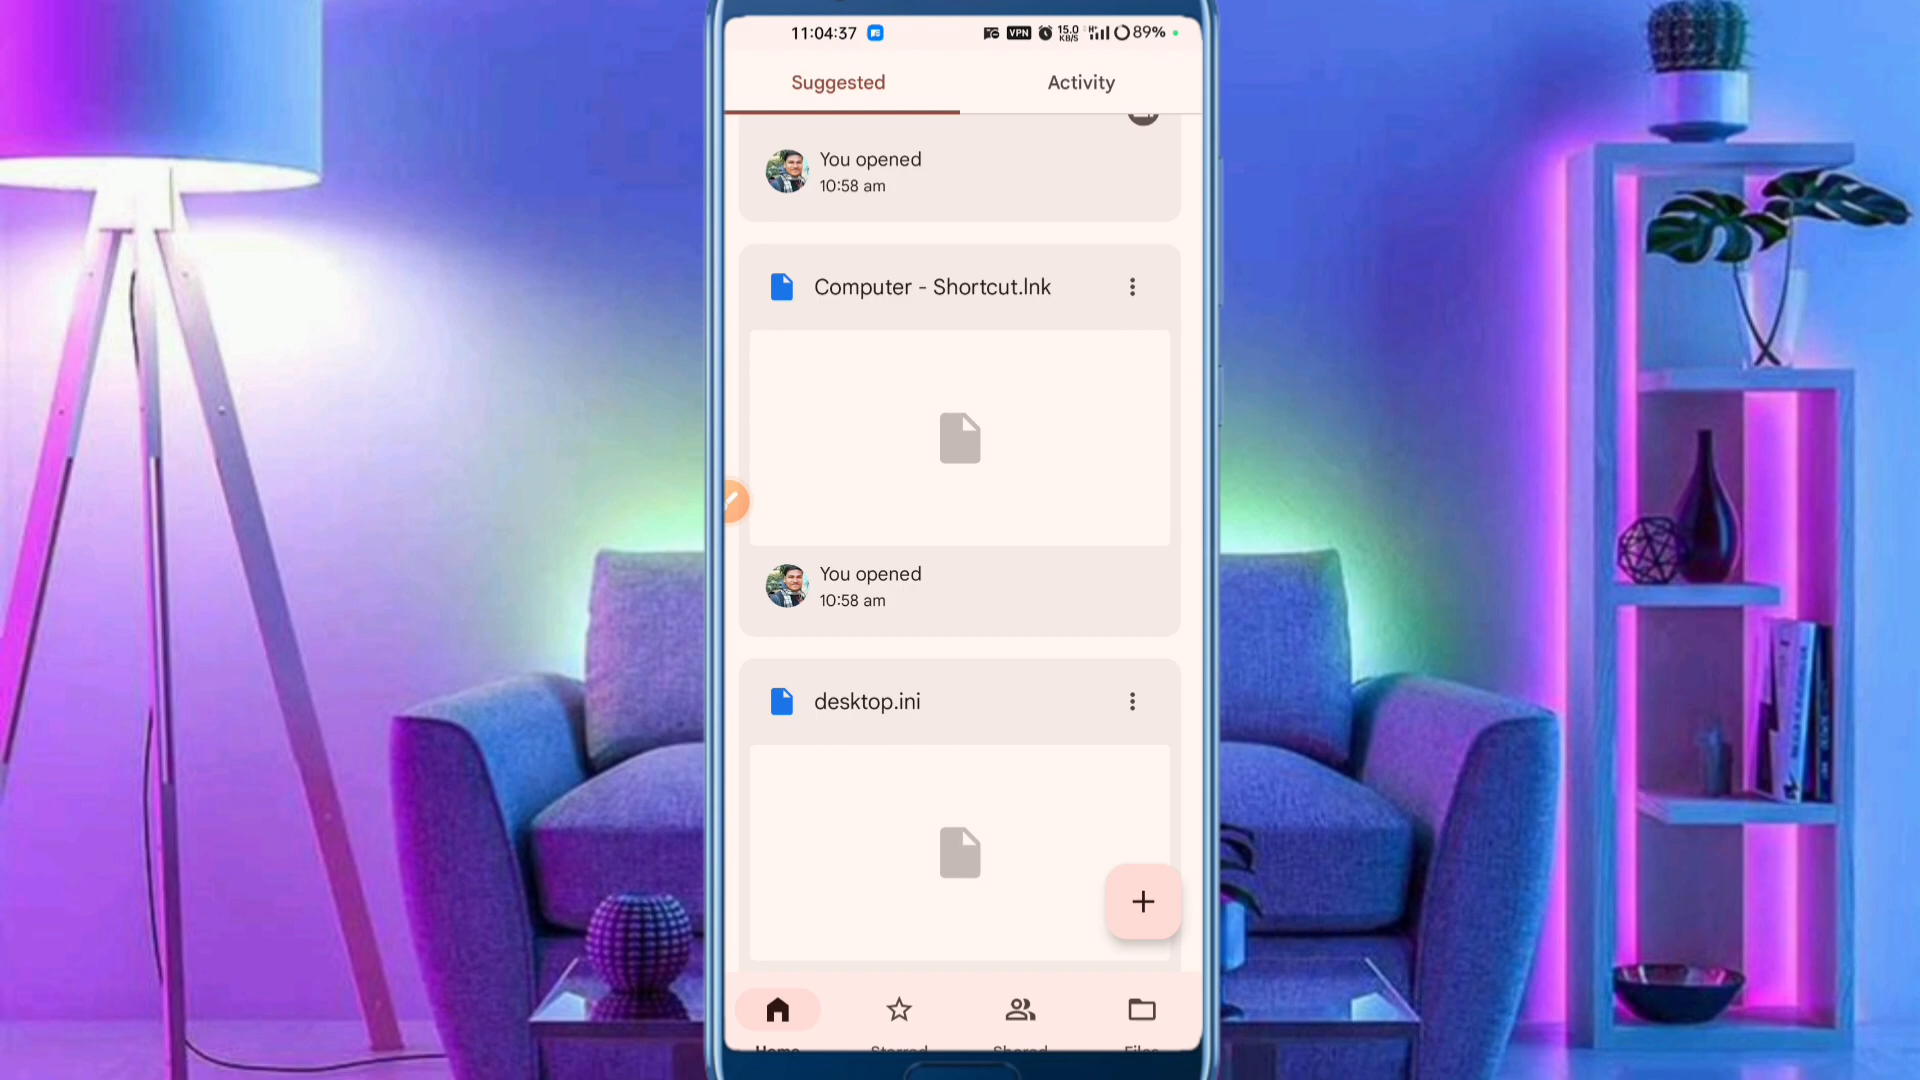 11:04:37 VPN 15.0 KB/S H+ 89%
Suggested Activity
You opened
10:58 am
Computer - Shortcut.lnk
You opened
10:58 am
desktop.ini
Home Starred Shared Files